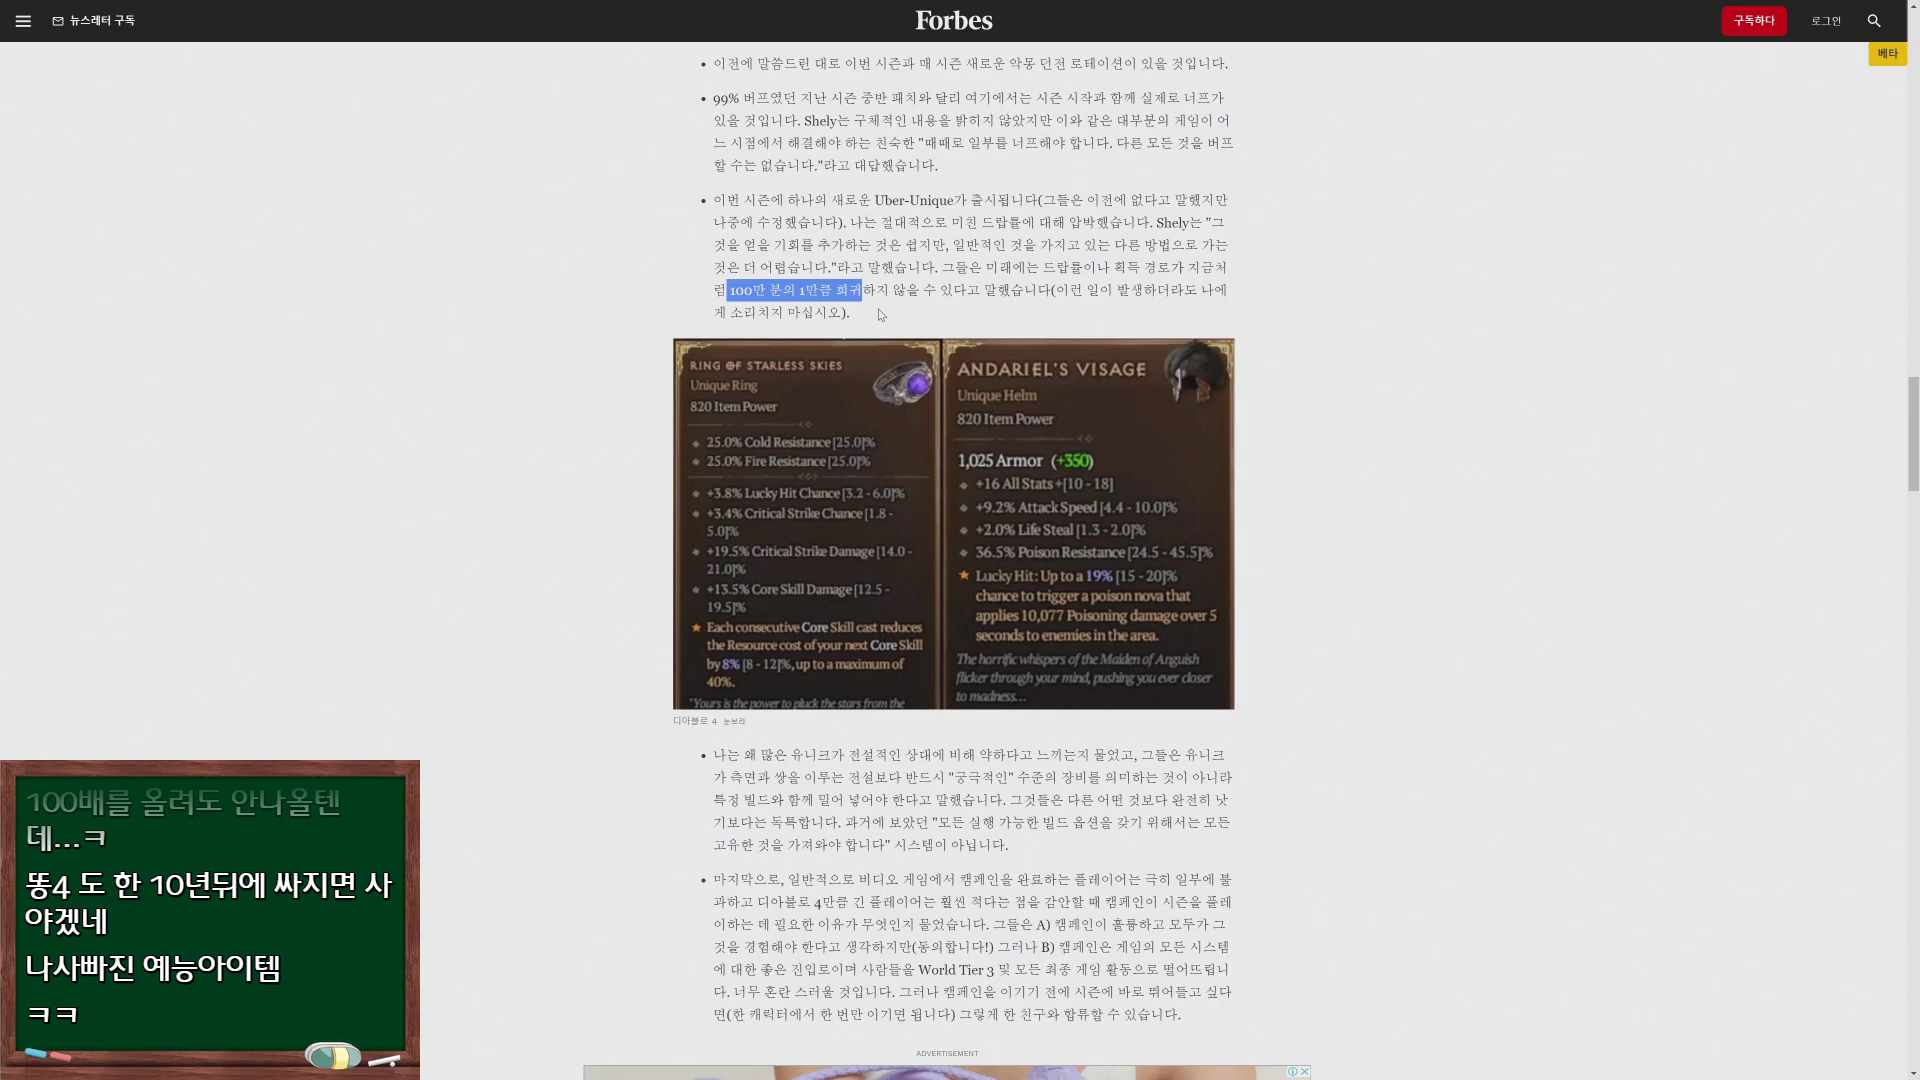 뉴스레터 구독
Forbes
구독하다
로그인
베타
이전에 말씀드린 대로 이번 시즌과 매 시즌 새로운 악몽 던전 로테이션이 있을 것입니다.
99% 버프였던 지난 시즌 중반 패치와 달리 여기에서는 시즌 시작과 함께 실제로 너프가
있을 것입니다. Shely는 구체적인 내용을 밝히지 않았지만 이와 같은 대부분의 게임이 어
느 시점에서 해결해야 하는 친숙한 "때때로 일부를 너프해야 합니다. 다른 모든 것을 버프
할 수는 없습니다."라고 대답했습니다.
이번 시즌에 하나의 새로운 Uber-Unique가 출시됩니다(그들은 이전에 없다고 말했지만
나중에 수정했습니다). 나는 절대적으로 미친 드랍률에 대해 압박했습니다. Shely는 "그
것을 얻을 기회를 추가하는 것은 쉽지만, 일반적인 것을 가지고 있는 다른 방법으로 가는
것은 더 어렵습니다."라고 말했습니다. 그들은 미래에는 드랍률이나 획득 경로가 지금처
럼 100만 분의 1만큼 희귀하지 않을 수 있다고 말했습니다(이런 일이 발생하더라도 나에
게 소리치지 마십시오).
RING OF STARLESS SKIES
Unique Ring
820 Item Power
25.0% Cold Resistance [25.0]%
25.0% Fire Resistance [25.0]%
+3.8% Lucky Hit Chance [3.2 - 6.0]%
+3.4% Critical Strike Chance [1.8 -
5.0]%
+19.5% Critical Strike Damage [14.0 -
21.0]%
+13.5% Core Skill Damage [12.5 -
19.5]%
Each consecutive Core Skill cast reduces
the Resource cost of your next Core Skill
by 8% [8 - 12]%, up to a maximum of
40%.
"Yours is the power to pluck the stars from the
ANDARIEL'S VISAGE
Unique Helm
820 Item Power
1,025 Armor (+350)
+16 All Stats +[10 - 18]
+9.2% Attack Speed [4.4 - 10.0]%
+2.0% Life Steal [1.3 - 2.0]%
36.5% Poison Resistance [24.5 - 45.5]%
Lucky Hit: Up to a 19% [15 - 20]%
chance to trigger a poison nova that
applies 10,077 Poisoning damage over 5
seconds to enemies in the area.
The horrific whispers of the Maiden of Anguish
flicker through your mind, pushing you ever closer
to madness...
디아블로 4 눈보라
나는 왜 많은 유니크가 전설적인 상대에 비해 약하다고 느끼는지 물었고, 그들은 유니크
가 측면과 쌍을 이루는 전설보다 반드시 "궁극적인" 수준의 장비를 의미하는 것이 아니라
특정 빌드와 함께 밀어 넣어야 한다고 말했습니다. 그것들은 다른 어떤 것보다 완전히 낫
기보다는 독특합니다. 과거에 보았던 "모든 실행 가능한 빌드 옵션을 갖기 위해서는 모든
고유한 것을 가져와야 합니다" 시스템이 아닙니다.
마지막으로, 일반적으로 비디오 게임에서 캠페인을 완료하는 플레이어는 극히 일부에 불
과하고 디아블로 4만큼 긴 플레이어는 훨씬 적다는 점을 감안할 때 캠페인이 시즌을 플레
이하는 데 필요한 이유가 무엇인지 물었습니다. 그들은 A) 캠페인이 훌륭하고 모두가 그
것을 경험해야 한다고 생각하지만(동의합니다!) 그러나 B) 캠페인은 게임의 모든 시스템
에 대한 좋은 진입로이며 사람들을 World Tier 3 및 모든 최종 게임 활동으로 떨어뜨립니
다. 너무 혼란 스러울 것입니다. 그러나 캠페인을 이기기 전에 시즌에 바로 뛰어들고 싶다
면(한 캐릭터에서 한 번만 이기면 됩니다) 그렇게 한 친구와 합류할 수 있습니다.
ADVERTISEMENT
100배를 올려도 안나올텐
데...ㅋ
똥4 도 한 10년뒤에 싸지면 사
야겠네
나사빠진 예능아이템
ㅋㅋ